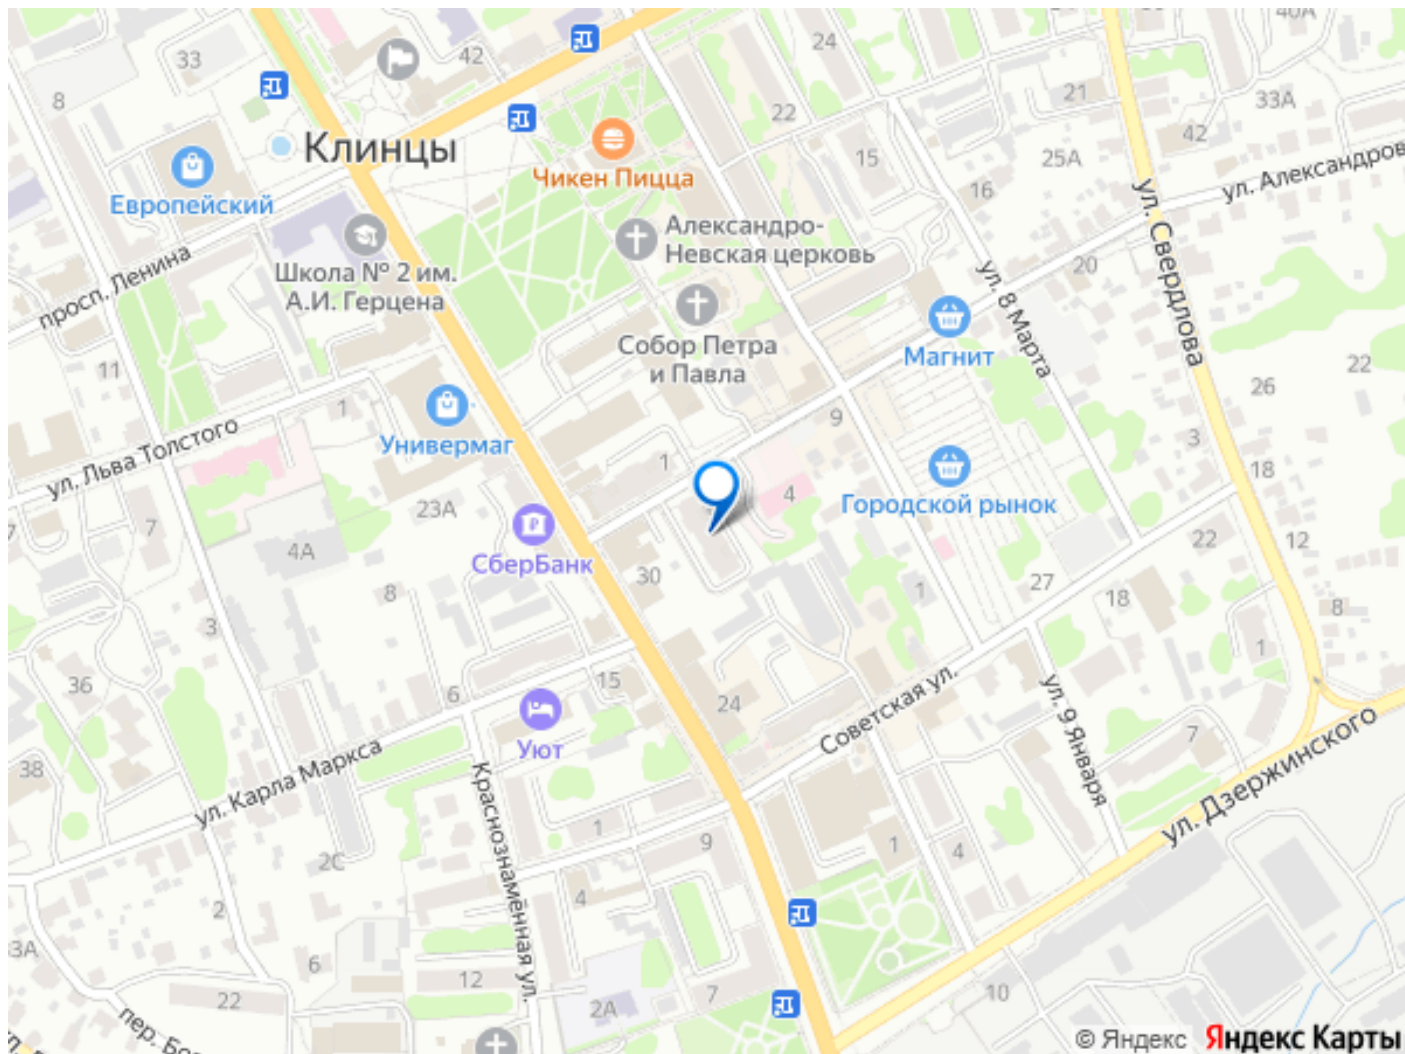 40А
24
33
42
8
22
21
33А
42
Клинцы
Чикен Пицца
15
25А
ул. Александров
Европейский
16
ул. Свердлова
Александро-
Невская церковь
Школа № 2 им.
А.И. Герцена
просп. Ленина
20
ул. 8 Марта
Собор Петра
и Павла
Магнит
11
22
26
1
9
3
Универмаг
ул. Льва Толстого
1
18
4
Городской рынок
23А
7
4А
СберБанк
22
12
30
27
8
1
18
8
3
1
36
6
15
24
Советская ул.
ул. 9 Января
Уют
7
38
ул. Карла Маркса
Краснознамённая ул.
ул. Дзержинского
1
9
1
4
2С
4
2
6
12
22
2А
7
10
© Яндекс Яндекс Карты